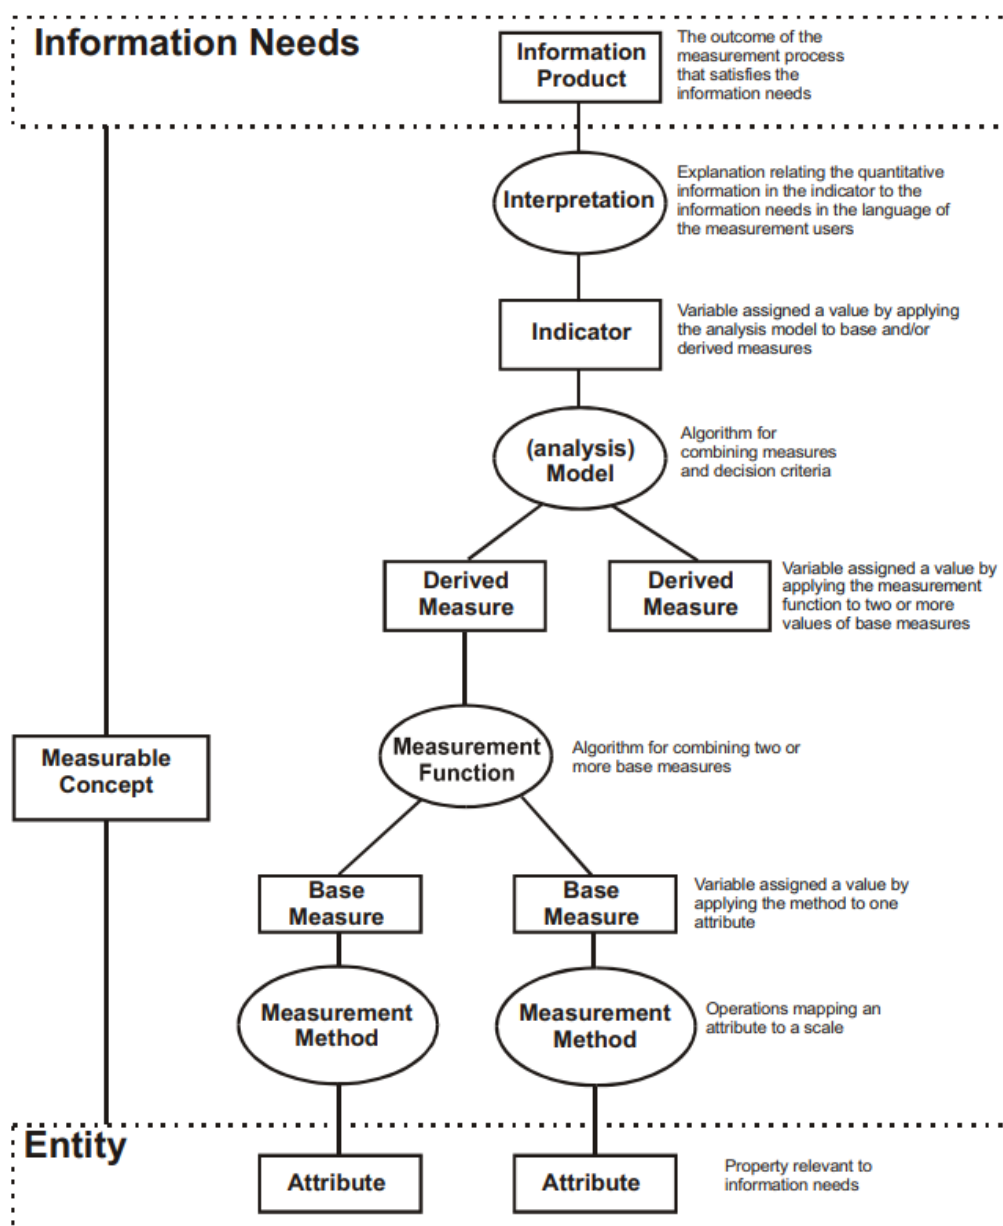 Information Needs
Information
Product
The outcome of the
measurement process
that satisfies the
information needs
Interpretation
Explanation relating the quantitative
information in the indicator to the
information needs in the language of
the measurement users
Indicator
Variable assigned a value by applying
the analysis model to base and/or
derived measures
(analysis)
Model
Algorithm for
combining measures
and decision criteria
Derived
Measure
Derived
Measure
Variable assigned a value by
applying the measurement
function to two or more
values of base measures
Measurement
Function
Algorithm for combining two or
more base measures
Measurable
Concept
Base
Measure
Base
Measure
Variable assigned a value by
applying the method to one
attribute
Measurement
Method
Measurement
Method
Operations mapping an
attribute to a scale
Entity
Attribute
Attribute
Property relevant to
information needs